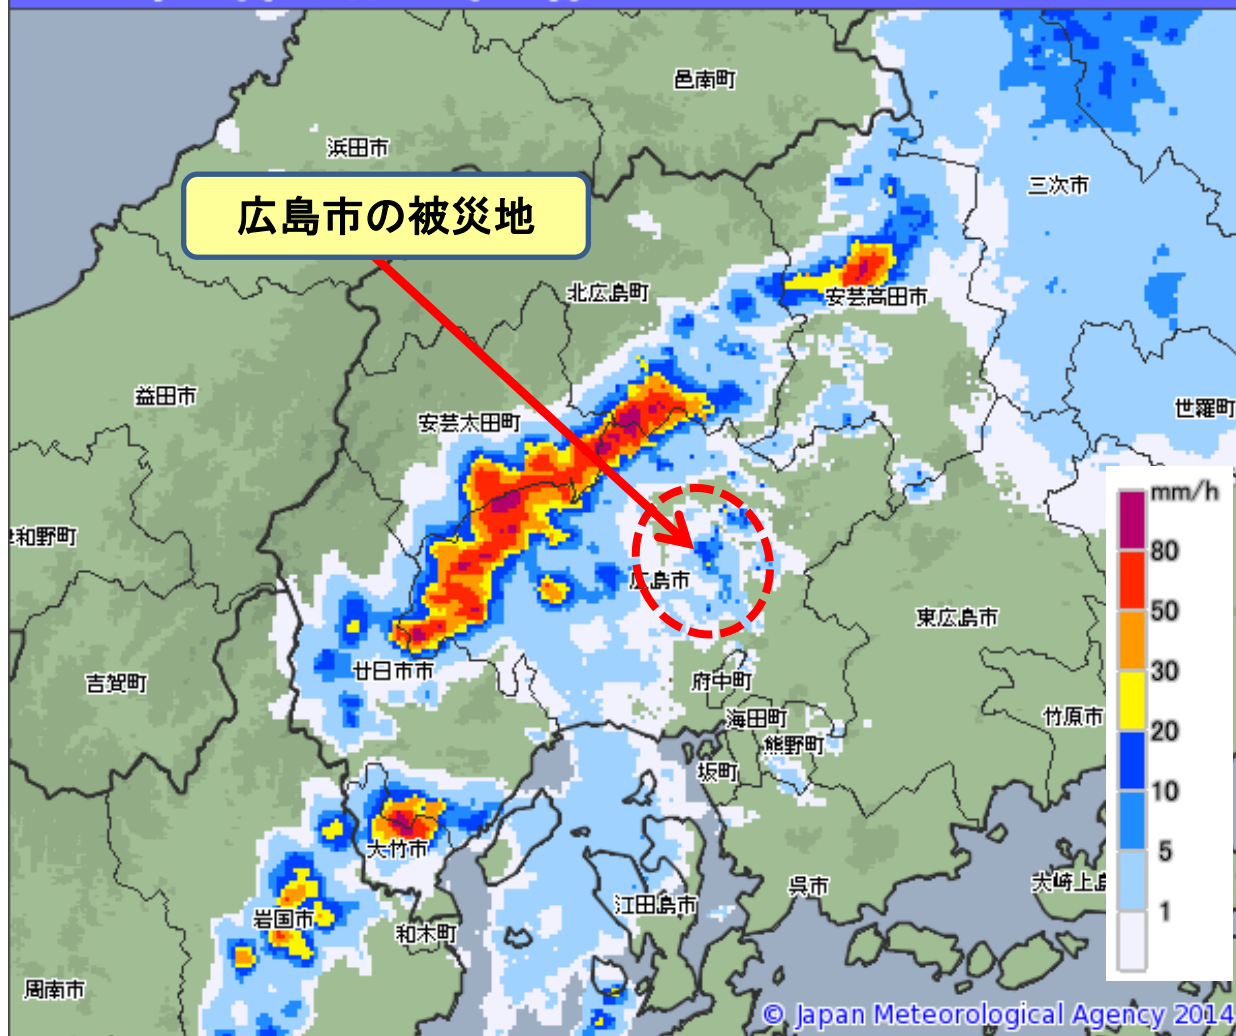 邑南町
浜田市
三次市
広島市の被災地
北広島町
安芸高田市
益田市
世羅町
安芸太田町
mm/h
80
和野町
広島市
50
東広島市
30
廿日市市
吉賀町
府中町
竹原市
海田町
20
熊野町
坂町
10
大竹市
5
呉市
江田島市
1
岩国市
和木町
周南市
© Japan Meteorological Agency 2014